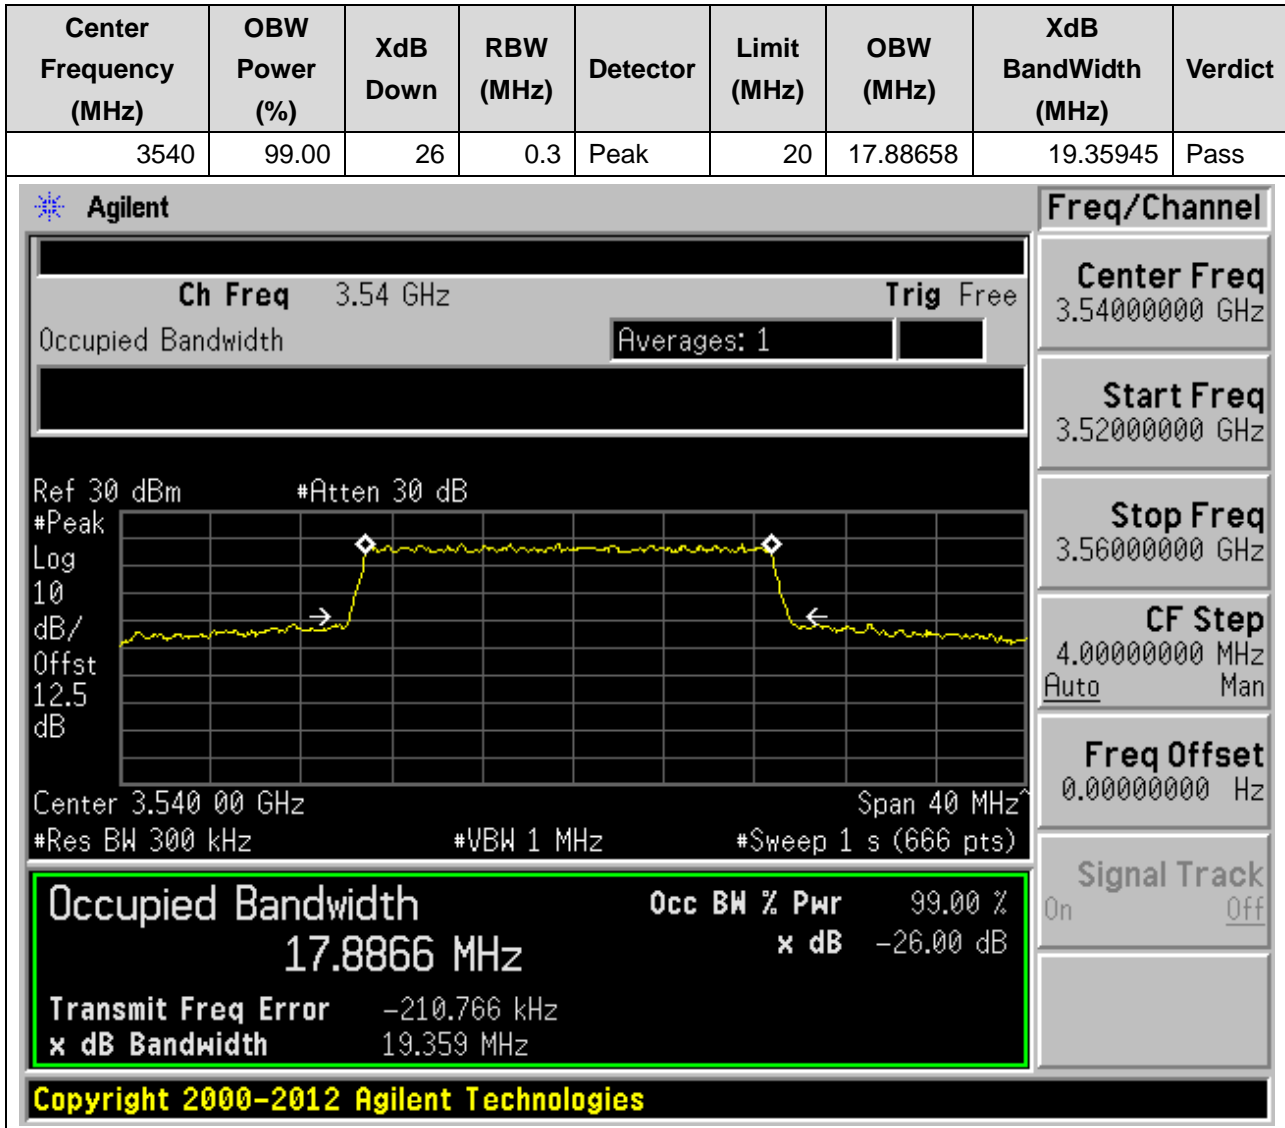 Center Frequency (MHz) OBW Power (%) XdB Down RBW (MHz) Detector Limit (MHz) OBW (MHz) XdB BandWidth (MHz) Verdict
3540 99.00 26 0.3 Peak 20 17.88658 19.35945 Pass
Agilent
Freq/Channel
Ch Freq 3.54 GHz Trig Free
Occupied Bandwidth Averages: 1
Center Freq
3.54000000 GHz
Start Freq
3.52000000 GHz
Stop Freq
3.56000000 GHz
CF Step
4.00000000 MHz
Auto Man
Freq Offset
0.00000000 Hz
Signal Track
On Off
Ref 30 dBm #Atten 30 dB
#Peak
Log
10
dB/
Offst
12.5
dB
Center 3.540 00 GHz Span 40 MHz^
#Res BW 300 kHz #VBW 1 MHz #Sweep 1 s (666 pts)
Occupied Bandwidth Occ BW % Pwr 99.00 %
17.8866 MHz x dB -26.00 dB
Transmit Freq Error -210.766 kHz
x dB Bandwidth 19.359 MHz
Copyright 2000-2012 Agilent Technologies